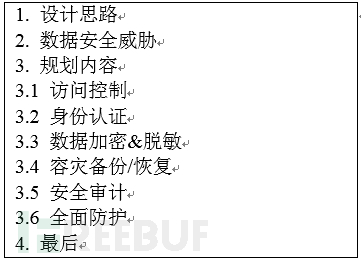 1. 设计思路
2. 数据安全威胁
3. 规划内容
3.1 访问控制
3.2 身份认证
3.3 数据加密&脱敏
3.4 容灾备份/恢复
3.5 安全审计
3.6 全面防护
4. 最后
REEBUF